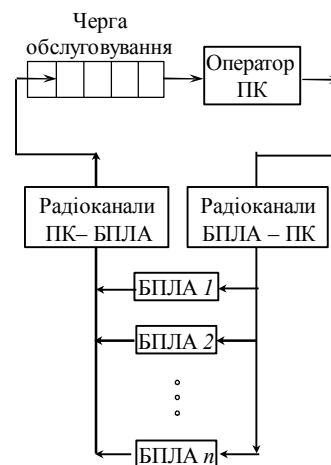 Черга
обслуговування
Оператор
ПК
Радіоканали
ПК– БПЛА
Радіоканали
БПЛА – ПК
БПЛА 1
БПЛА 2
БПЛА n